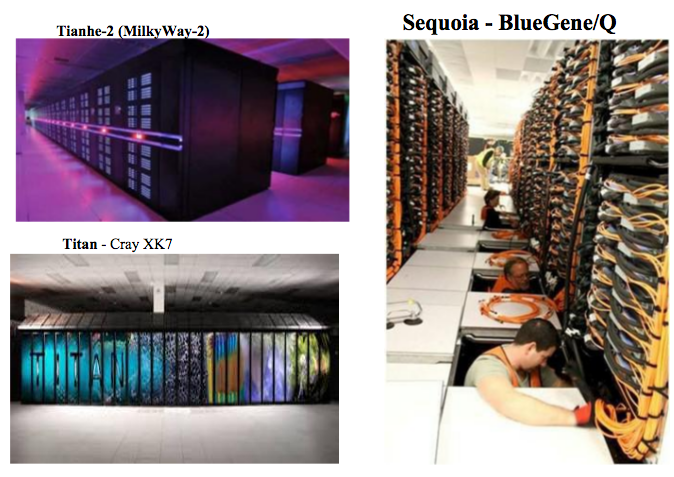 Tianhe-2 (MilkyWay-2)
Sequoia - BlueGene/Q
Titan - Cray XK7
TITAN